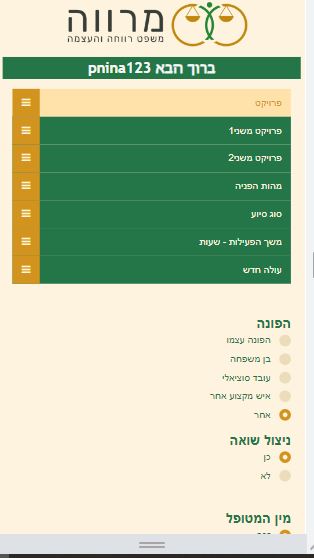 מרווה
משפט רווחה והעצמה
ברוך הבא pnina123
פרויקט
פרויקט משני1
פרויקט משני2
מהות הפניה
סוג סיוע
משך הפעילות - שעות
עולה חדש
הפונה
הפונה עצמו
בן משפחה
עובד סוציאלי
איש מקצוע אחר
אחר
ניצול שואה
כן
לא
מין המטופל